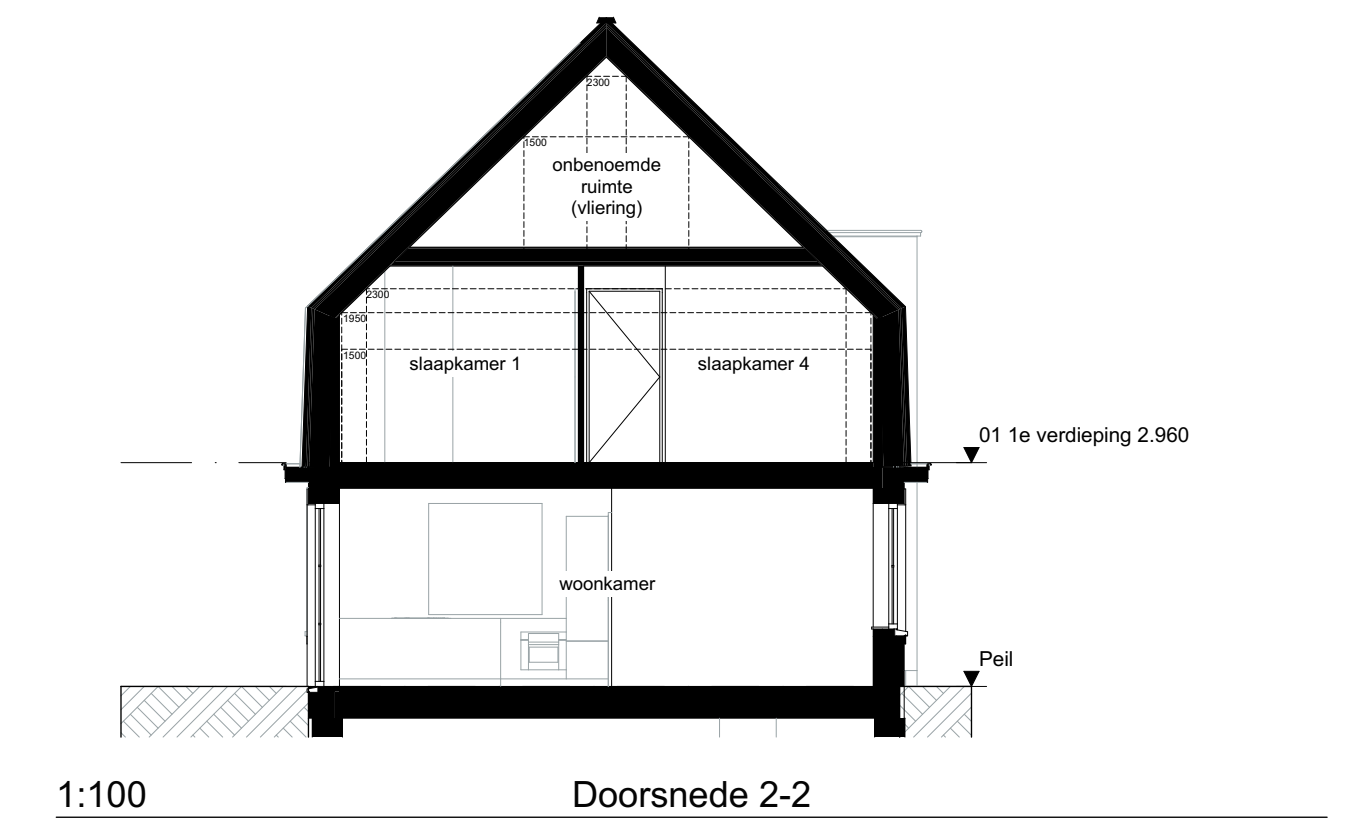 2300
1500
onbenoemde
ruimte
(vliering)
2300
1950
1500
slaapkamer 1
slaapkamer 4
01 1e verdieping 2.960
woonkamer
Peil
1:100
Doorsnede 2-2